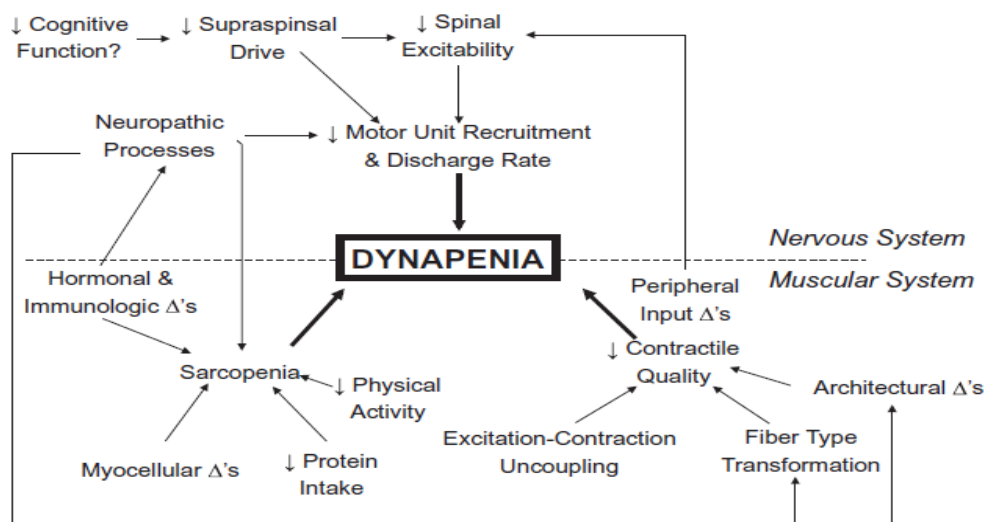 ↓ Cognitive
Function?
↓ Supraspinsal
Drive
↓ Spinal
Excitability
Neuropathic
Processes
↓ Motor Unit Recruitment
& Discharge Rate
DYNAPENIA
Nervous System
Muscular System
Hormonal &
Immunologic Δ's
Peripheral
Input Δ's
Sarcopenia
↓ Physical
Activity
↓ Contractile
Quality
Architectural Δ's
Myocellular Δ's
↓ Protein
Intake
Excitation-Contraction
Uncoupling
Fiber Type
Transformation